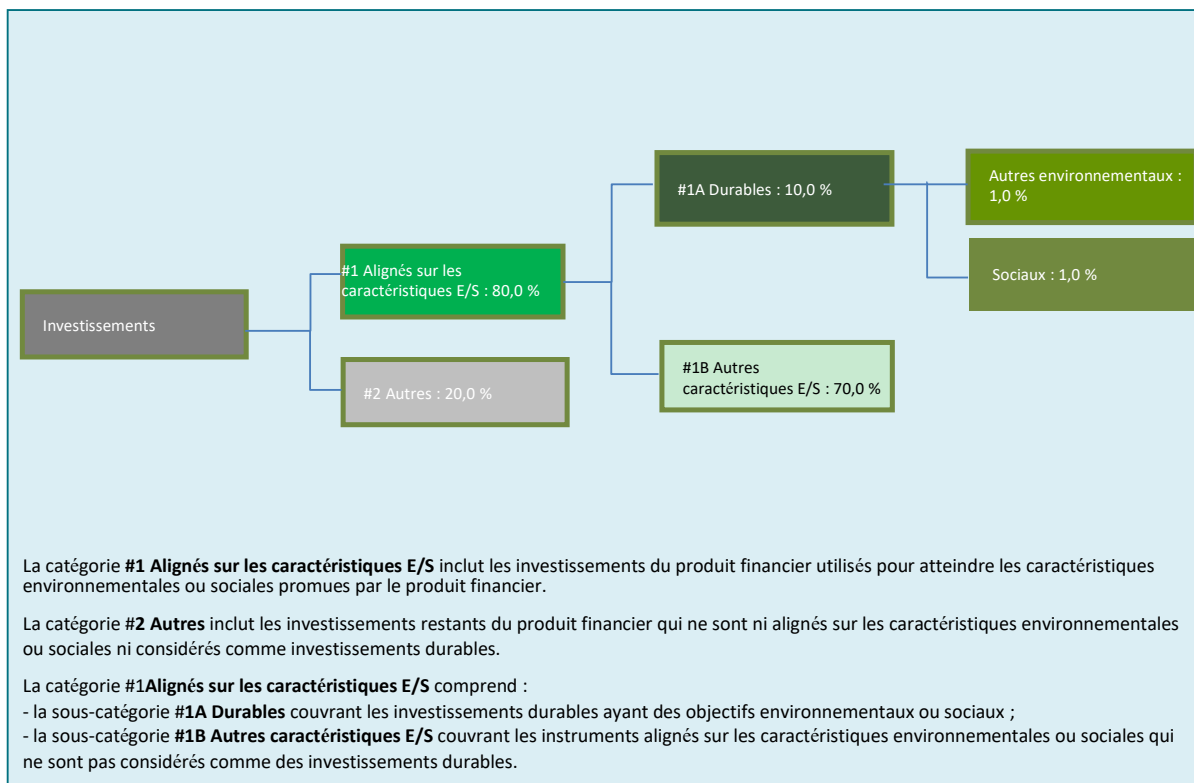 Investissements
#1 Alignés sur les
caractéristiques E/S : 80,0 %
#2 Autres : 20,0 %
#1A Durables : 10,0 %
#1B Autres
caractéristiques E/S : 70,0 %
Autres environnementaux :
1,0 %
Sociaux : 1,0 %
La catégorie #1 Alignés sur les caractéristiques E/S inclut les investissements du produit financier utilisés pour atteindre les caractéristiques
environnementales ou sociales promues par le produit financier.
La catégorie #2 Autres inclut les investissements restants du produit financier qui ne sont ni alignés sur les caractéristiques environnementales
ou sociales ni considérés comme investissements durables.
La catégorie #1Alignés sur les caractéristiques E/S comprend :
- la sous-catégorie #1A Durables couvrant les investissements durables ayant des objectifs environnementaux ou sociaux ;
- la sous-catégorie #1B Autres caractéristiques E/S couvrant les instruments alignés sur les caractéristiques environnementales ou sociales qui
ne sont pas considérés comme des investissements durables.